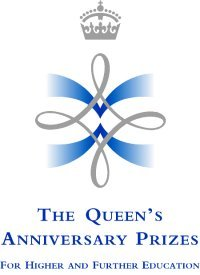 The Queen's
Anniversary Prizes
For Higher and Further Education